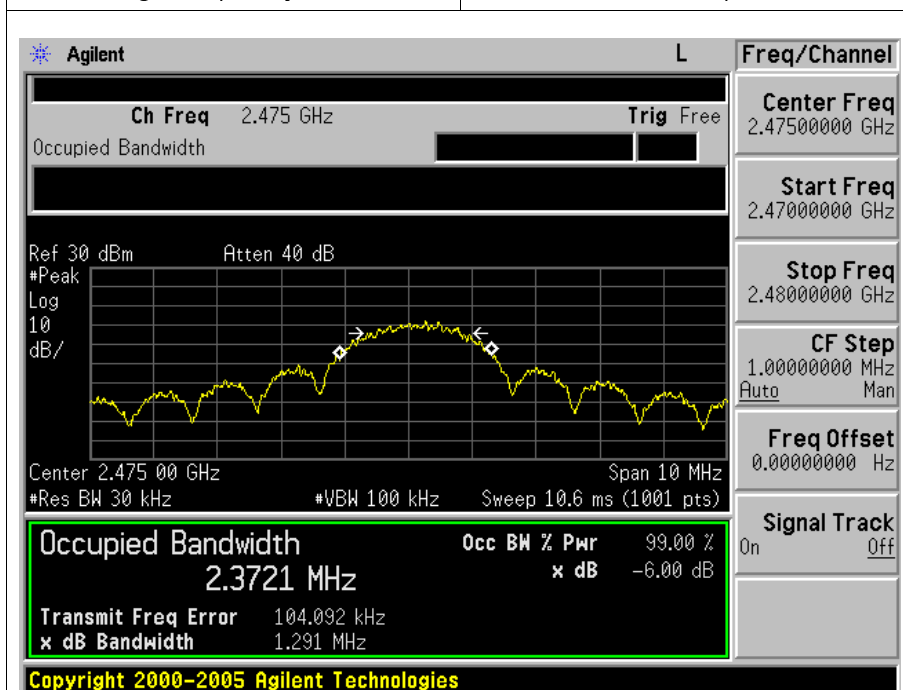 Agilent L
Freq/Channel
Ch Freq 2.475 GHz Trig Free
Occupied Bandwidth
Center Freq
2.47500000 GHz
Start Freq
2.47000000 GHz
Stop Freq
2.48000000 GHz
CF Step
1.00000000 MHz
Auto Man
Freq Offset
0.00000000 Hz
Signal Track
On Off
Ref 30 dBm Atten 40 dB
#Peak
Log
10
dB/
Center 2.475 00 GHz Span 10 MHz
#Res BW 30 kHz #VBW 100 kHz Sweep 10.6 ms (1001 pts)
Occupied Bandwidth
2.3721 MHz
Occ BW % Pwr 99.00 %
x dB -6.00 dB
Transmit Freq Error 104.092 kHz
x dB Bandwidth 1.291 MHz
Copyright 2000-2005 Agilent Technologies